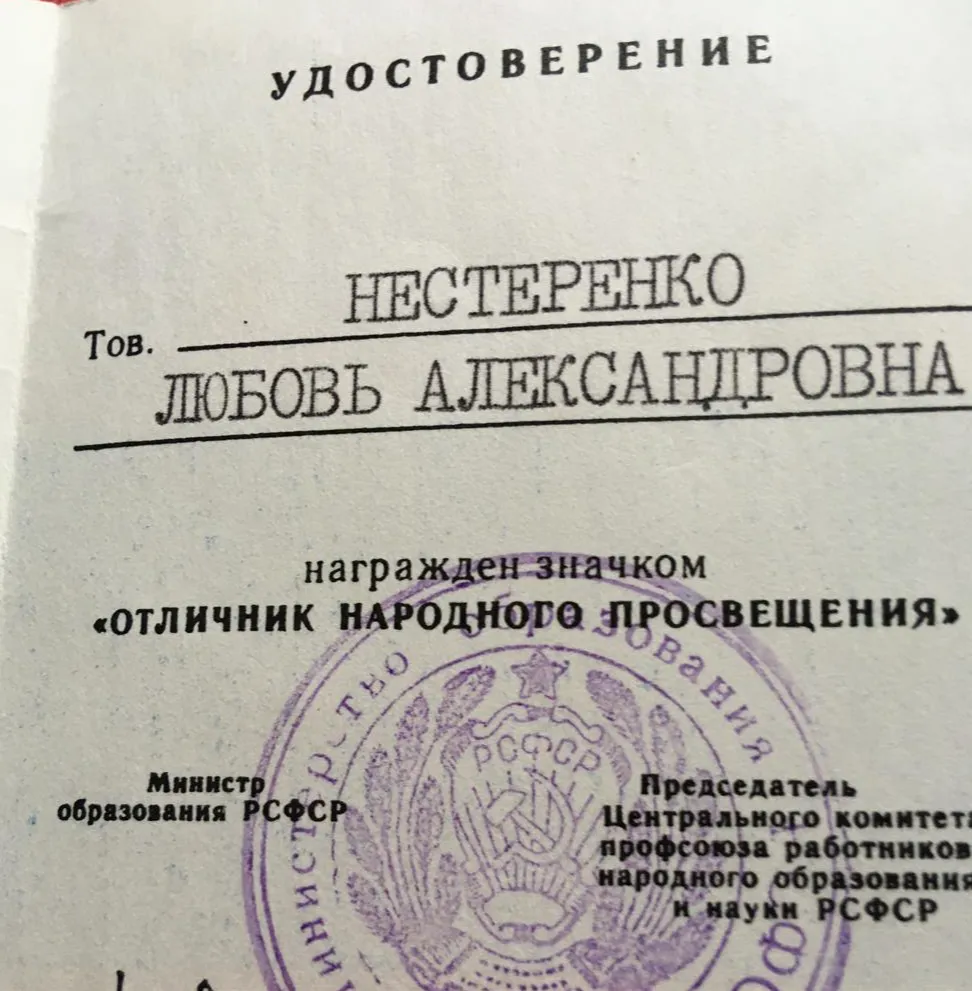 УДОСТОВЕРЕНИЕ
НЕСТЕРЕНКО
Тов.
ЛЮБОВЬ АЛЕКСАНДРОВНА
награжден значком
«ОТЛИЧНИК НАРОДНОГО ПРОСВЕЩЕНИЯ»
образования
РСФСР
Министр
образования РСФСР
Председатель
Центрального комитета
профсоюза работников
народного образования
и науки РСФСР